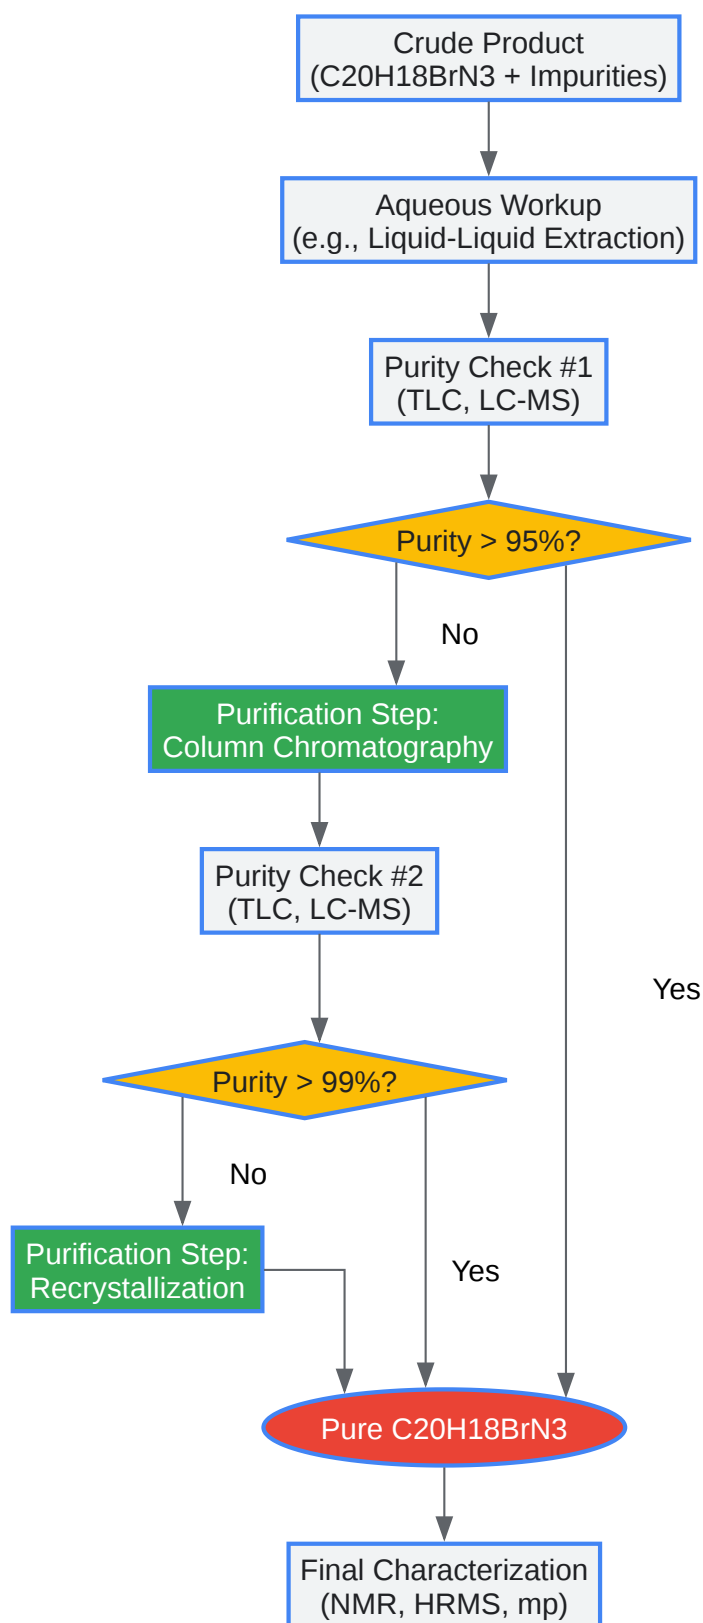 Crude Product
(C20H18BrN3 + Impurities)
Aqueous Workup
(e.g., Liquid-Liquid Extraction)
Purity Check #1
(TLC, LC-MS)
Purity > 95%?
No
Purification Step:
Column Chromatography
Purity Check #2
(TLC, LC-MS)
Yes
Purity > 99%?
No
Purification Step:
Recrystallization
Yes
Pure C20H18BrN3
Final Characterization
(NMR, HRMS, mp)